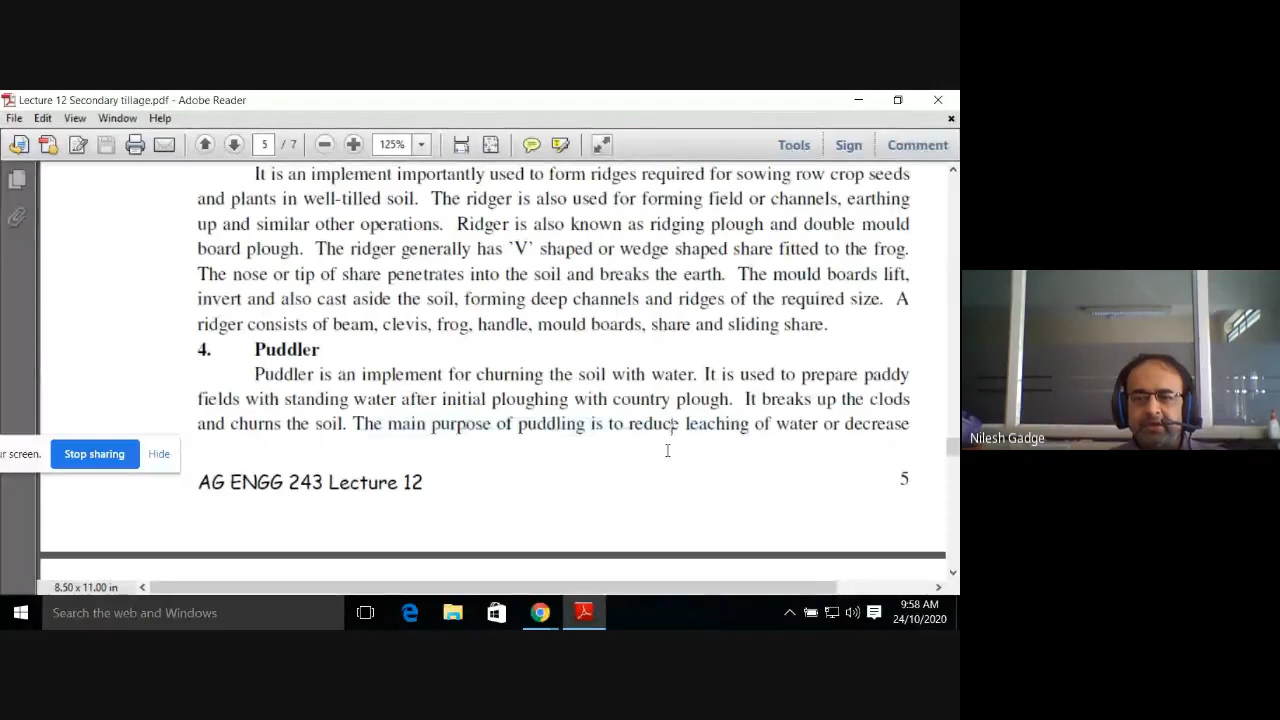 Lecture 12 Secondary tillage.pdf - Adobe Reader
File Edit View Window Help
5 / 7 125% Tools Sign Comment
It is an implement importantly used to form ridges required for sowing row crop seeds
and plants in well-tilled soil. The ridger is also used for forming field or channels, earthing
up and similar other operations. Ridger is also known as ridging plough and double mould
board plough. The ridger generally has 'V' shaped or wedge shaped share fitted to the frog.
The nose or tip of share penetrates into the soil and breaks the earth. The mould boards lift,
invert and also cast aside the soil, forming deep channels and ridges of the required size. A
ridger consists of beam, clevis, frog, handle, mould boards, share and sliding share.
4. Puddler
Puddler is an implement for churning the soil with water. It is used to prepare paddy
fields with standing water after initial ploughing with country plough. It breaks up the clods
and churns the soil. The main purpose of puddling is to reduce leaching of water or decrease
ur screen. Stop sharing Hide
AG ENGG 243 Lecture 12 5
8.50 x 11.00 in
Search the web and Windows
9:58 AM
24/10/2020
Nilesh Gadge